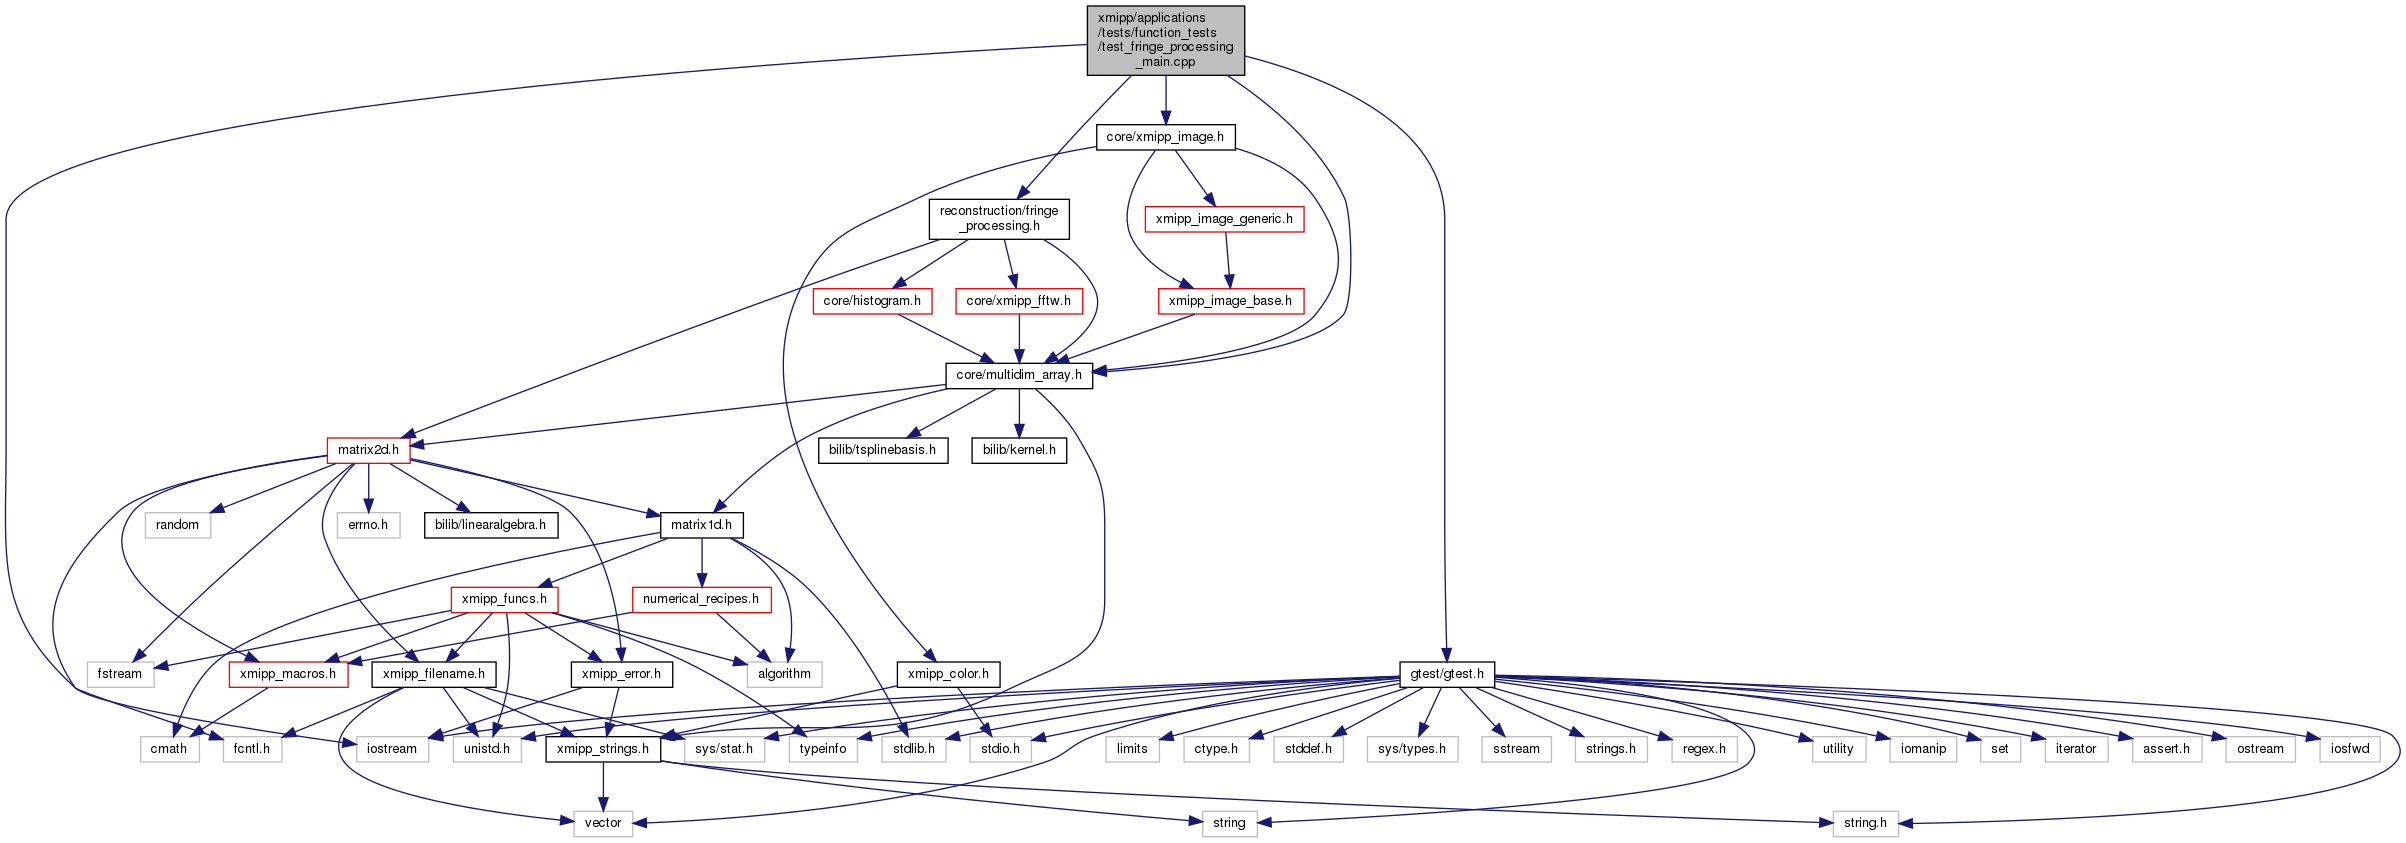 xmipp/applications
/tests/function_tests
/test_fringe_processing
_main.cpp
core/xmipp_image.h
reconstruction/fringe
_processing.h
xmipp_image_generic.h
core/histogram.h
core/xmipp_fftw.h
xmipp_image_base.h
core/multidim_array.h
matrix2d.h
bilib/tsplinebasis.h
bilib/kernel.h
random
errno.h
bilib/linearalgebra.h
matrix1d.h
xmipp_funcs.h
numerical_recipes.h
fstream
xmipp_macros.h
xmipp_filename.h
xmipp_error.h
algorithm
xmipp_color.h
gtest/gtest.h
cmath
fcntl.h
iostream
unistd.h
xmipp_strings.h
sys/stat.h
typeinfo
stdlib.h
stdio.h
limits
ctype.h
stddef.h
sys/types.h
sstream
strings.h
regex.h
utility
iomanip
set
iterator
assert.h
ostream
iosfwd
vector
string
string.h